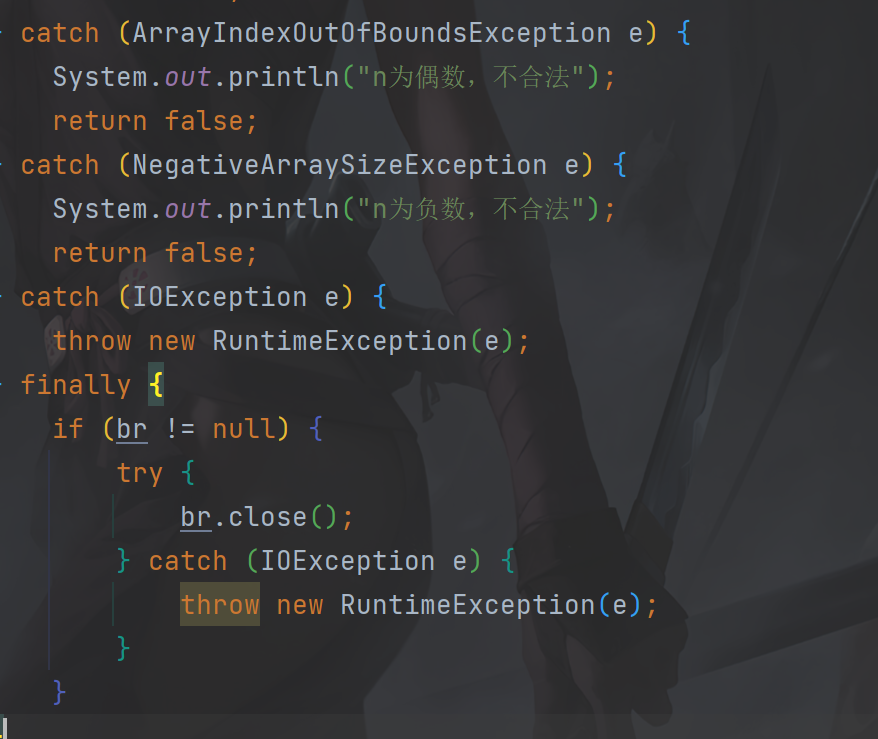 catch (ArrayIndexOutOfBoundsException e) {
System.out.println("n为偶数，不合法");
return false;
catch (NegativeArraySizeException e) {
System.out.println("n为负数，不合法");
return false;
catch (IOException e) {
throw new RuntimeException(e);
finally {
if (br != null) {
try {
br.close();
} catch (IOException e) {
throw new RuntimeException(e);
}
}